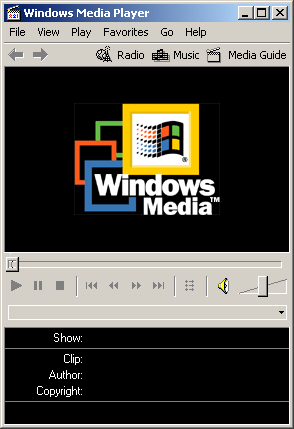 Windows Media Player
File View Play Favorites Go Help
Radio Music Media Guide
Windows
Media™
Show:
Clip:
Author:
Copyright: